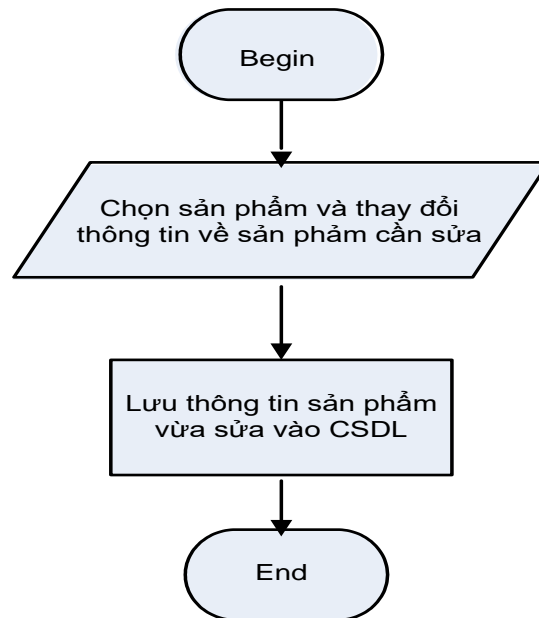 Begin
Chọn sản phẩm và thay đổi
thông tin về sản phảm cần sửa
Lưu thông tin sản phẩm
vừa sửa vào CSDL
End